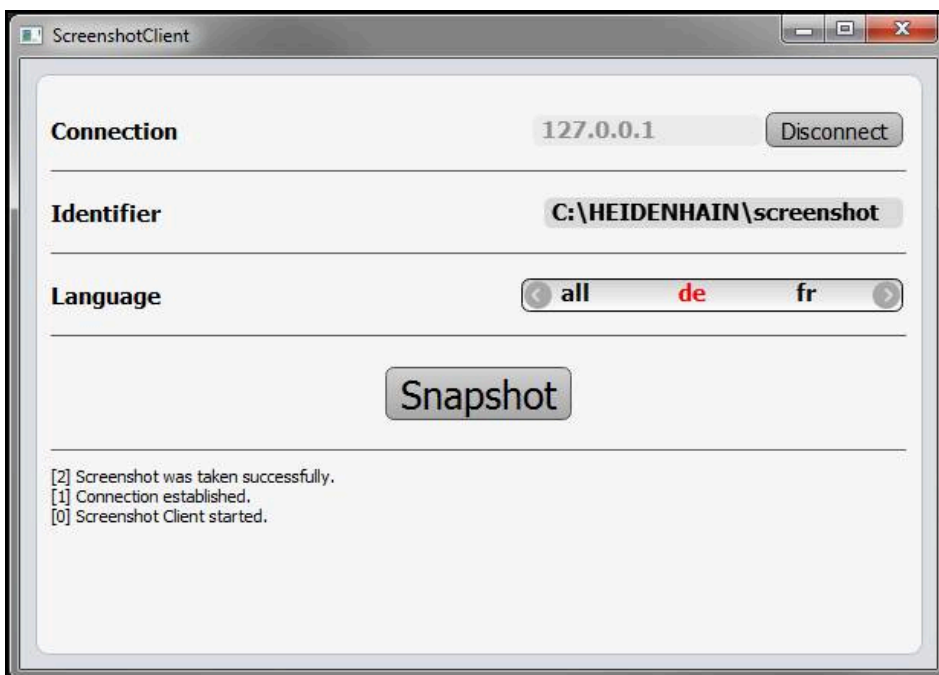 ScreenshotClient
Connection 127.0.0.1 Disconnect
Identifier C:\HEIDENHAIN\screenshot
Language all de fr
Snapshot
[2] Screenshot was taken successfully.
[1] Connection established.
[0] Screenshot Client started.